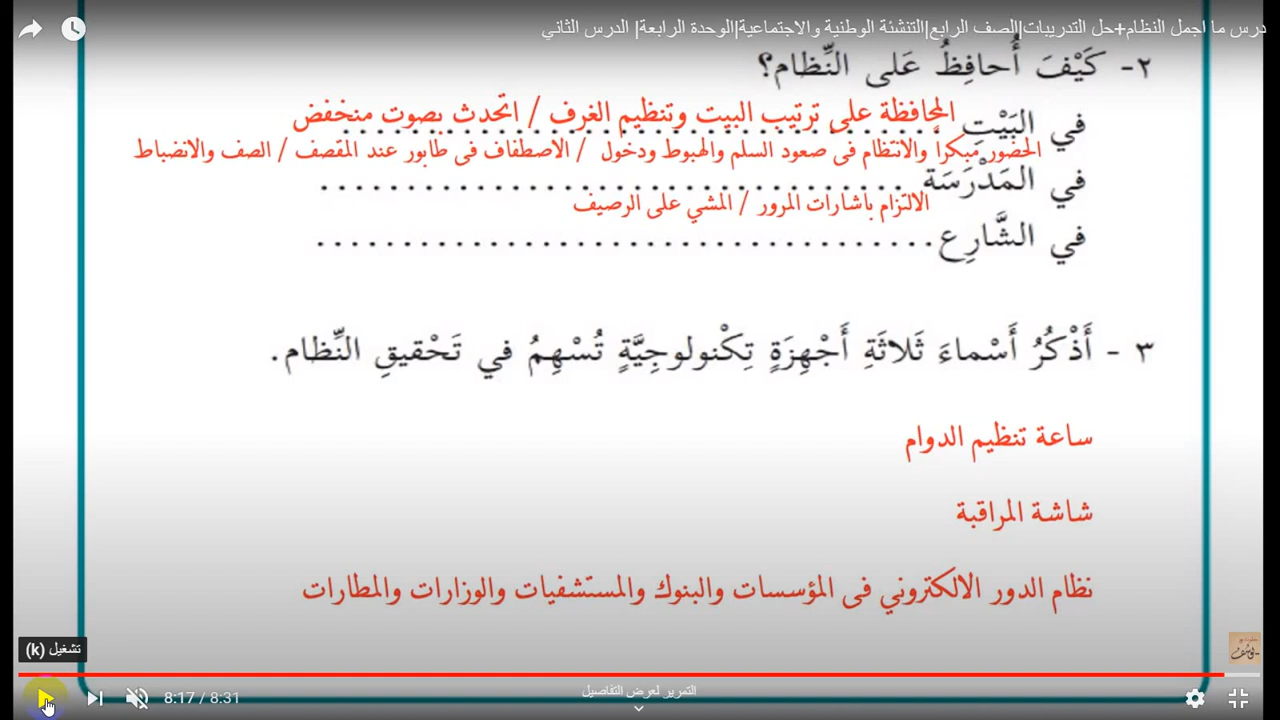 درس ما اجمل النظام+حل التدريبات|الصف الرابع|التنشئة الوطنية والاجتماعية|الوحدة الرابعة| الدرس الثاني
٢- كَيْفَ أُحافِظُ عَلى النِّظام؟
المحافظة على ترتيب البيت وتنظيم الغرف / اتحدث بصوت منخفض
في البَيْتِ ..................................
الحضور مبكراً والانتظام فى صعود السلم والهبوط ودخول / الاصطفاف فى طابور عند المقصف / الصف والانضباط
في المَدْرَسَة ..................................
الالتزام باشارات المرور / المشي على الرصيف
في الشَّارِع ....................................
٣ - أَذْكُرُ أَسْماءَ ثَلاثَةِ أَجْهِزَةٍ تِكْنولوجِيَّةٍ تُسْهِمُ في تَحْقيقِ النِّظام.
ساعة تنظيم الدوام
شاشة المراقبة
نظام الدور الالكتروني فى المؤسسات والبنوك والمستشفيات والوزارات والمطارات
تشغيل (k)
8:17 / 8:31
التمرير لعرض التفاصيل